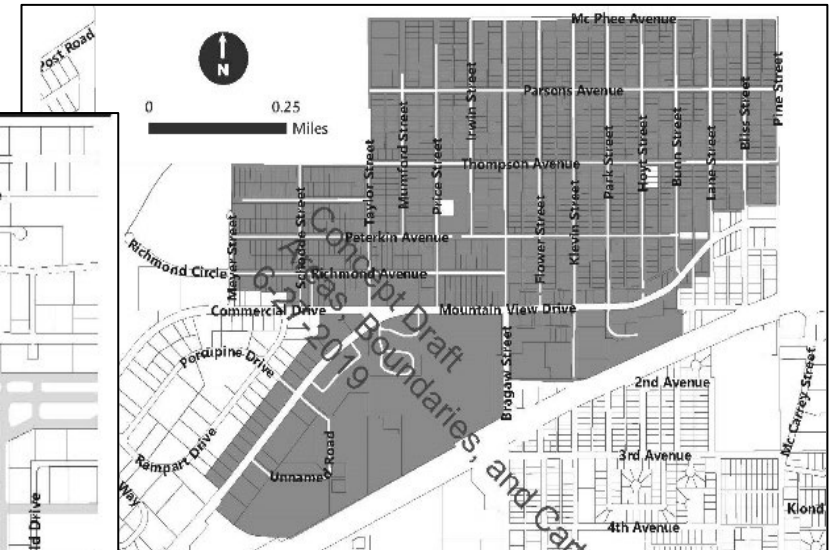 Post Road
N
0 0.25
Miles
Mc Phee Avenue
Parsons Avenue
Thompson Avenue
Peterkin Avenue
Richmond Avenue
Richmond Circle
Commercial Drive
Mountain View Drive
Porcupine Drive
Rampart Drive
Way
Unnamed Road
Meyer Street
Taylor Street
Mumford Street
Price Street
Irwin Street
Flower Street
Klevin Street
Park Street
Hoyt Street
Bunn Street
Lane Street
Bliss Street
Pine Street
Bragaw Street
2nd Avenue
3rd Avenue
4th Avenue
Mc Carrey Street
Klond
ld Drive
Concept Draft
Areas, Boundaries, and Cart
6-27-2019